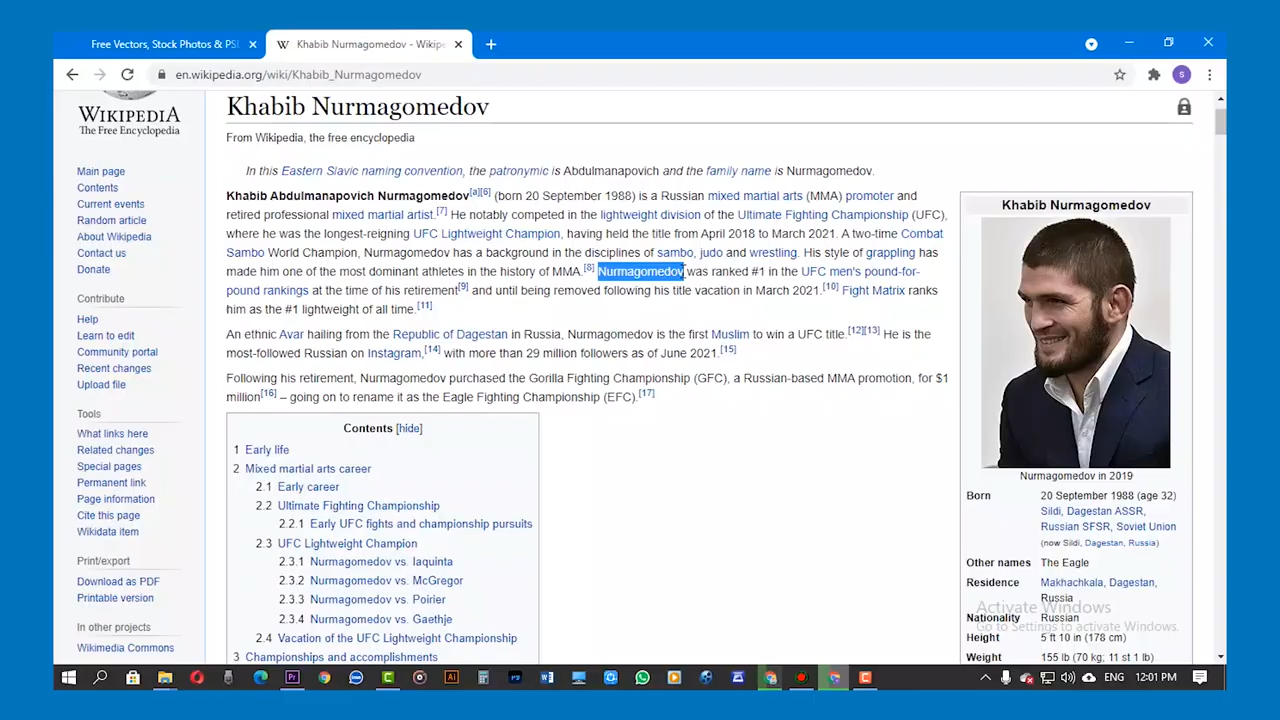 Free Vectors, Stock Photos & PSI
Khabib Nurmagomedov - Wikipe
en.wikipedia.org/wiki/Khabib_Nurmagomedov
S
WIKIPEDIA
The Free Encyclopedia
Main page
Contents
Current events
Random article
About Wikipedia
Contact us
Donate
Contribute
Help
Learn to edit
Community portal
Recent changes
Upload file
Tools
What links here
Related changes
Special pages
Permanent link
Page information
Cite this page
Wikidata item
Print/export
Download as PDF
Printable version
In other projects
Wikimedia Commons
Khabib Nurmagomedov
From Wikipedia, the free encyclopedia
In this Eastern Slavic naming convention, the patronymic is Abdulmanapovich and the family name is Nurmagomedov.
Khabib Abdulmanapovich Nurmagomedov[a][6] (born 20 September 1988) is a Russian mixed martial arts (MMA) promoter and
retired professional mixed martial artist.[7] He notably competed in the lightweight division of the Ultimate Fighting Championship (UFC),
where he was the longest-reigning UFC Lightweight Champion, having held the title from April 2018 to March 2021. A two-time Combat
Sambo World Champion, Nurmagomedov has a background in the disciplines of sambo, judo and wrestling. His style of grappling has
made him one of the most dominant athletes in the history of MMA.[8] Nurmagomedov was ranked #1 in the UFC men's pound-for-
pound rankings at the time of his retirement[9] and until being removed following his title vacation in March 2021.[10] Fight Matrix ranks
him as the #1 lightweight of all time.[11]
An ethnic Avar hailing from the Republic of Dagestan in Russia, Nurmagomedov is the first Muslim to win a UFC title.[12][13] He is the
most-followed Russian on Instagram,[14] with more than 29 million followers as of June 2021.[15]
Following his retirement, Nurmagomedov purchased the Gorilla Fighting Championship (GFC), a Russian-based MMA promotion, for $1
million[16] – going on to rename it as the Eagle Fighting Championship (EFC).[17]
Contents [hide]
1 Early life
2 Mixed martial arts career
2.1 Early career
2.2 Ultimate Fighting Championship
2.2.1 Early UFC fights and championship pursuits
2.3 UFC Lightweight Champion
2.3.1 Nurmagomedov vs. Iaquinta
2.3.2 Nurmagomedov vs. McGregor
2.3.3 Nurmagomedov vs. Poirier
2.3.4 Nurmagomedov vs. Gaethje
2.4 Vacation of the UFC Lightweight Championship
3 Championships and accomplishments
Khabib Nurmagomedov
Nurmagomedov in 2019
Born 20 September 1988 (age 32)
Sildi, Dagestan ASSR,
Russian SFSR, Soviet Union
(now Sildi, Dagestan, Russia)
Other names The Eagle
Residence Makhachkala, Dagestan,
Russia
Nationality Russian
Height 5 ft 10 in (178 cm)
Weight 155 lb (70 kg; 11 st 1 lb)
Activate Windows
Go to Settings to activate Windows.
ENG 12:01 PM